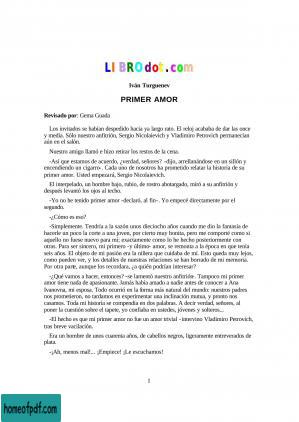 LIBROdot.com
Iván Turguenev
PRIMER AMOR
Revisado por: Gema Guada
Los invitados se habían despedido hacía ya largo rato. El reloj acababa de dar las once
y media. Sólo nuestro anfitrión, Sergio Nicolaievich y Vladimiro Petrovich permanecían
aún en el salón.
Nuestro amigo llamó e hizo retirar los restos de la cena.
-Así que estamos de acuerdo, ¿verdad, señores? -dijo, arrellanándose en un sillón y
encendiendo un cigarro-. Cada uno de nosotros ha prometido relatar la historia de su
primer amor. Usted empezará, Sergio Nicolaievich.
El interpelado, un hombre bajo, rubio, de rostro abotargado, miró a su anfitrión y
después levantó los ojos al techo.
-Yo no he tenido primer amor -declaró, al fin-. Yo empecé directamente por el
segundo.
-¿Cómo es eso?
-Simplemente. Tendría a la sazón unos dieciocho años cuando me dio la fantasía de
hacerle un poco la corte a una joven, por cierto muy bonita, pero me comporté como si
aquello no fuese nuevo para mí; exactamente como lo he hecho posteriormente con
otras. Para ser sincero, mi primero -y último- amor, se remonta a la época en que tenía
seis años. El objeto de mi pasión era la niñera que cuidaba de mí. Esto queda muy lejos,
como pueden ver, y los detalles de nuestras relaciones se han borrado de mi memoria.
Por otra parte, aunque los recordara, ¿a quién podrían interesar?
-¿Qué vamos a hacer, entonces? -se lamentó nuestro anfitrión-. Tampoco mi primer
amor tiene nada de apasionante. Jamás había amado a nadie antes de conocer a Ana
Ivanovna, mi esposa. Todo ocurrió en la forma más natural del mundo: nuestros padres
nos prometieron, no tardamos en experimentar una inclinación mutua, y pronto nos
casamos. Toda mi historia se compendia en dos palabras. A decir verdad, señores, al
poner la cuestión sobre el tapete, yo confiaba en ustedes, jóvenes y solteros...
-El hecho es que mi primer amor no fue un amor trivial -intervino Vladimiro Petrovich,
tras breve vacilación.
Era un hombre de unos cuarenta años, de cabellos negros, ligeramente entreverados de
plata.
-¡Ah, menos mal!... ¡Empiece! ¡Le escuchamos!
1
homeofpdf.com